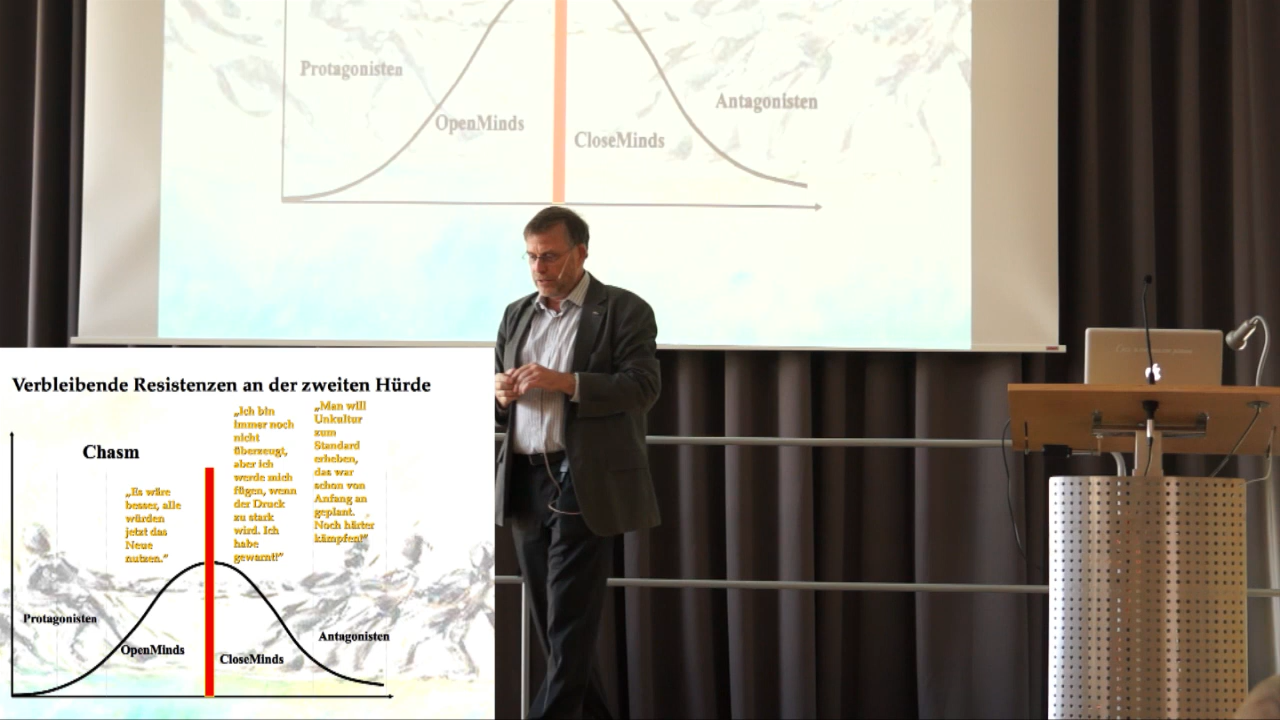 Protagonisten
OpenMinds
CloseMinds
Antagonisten
Verbleibende Resistenzen an der zweiten Hürde
Chasm
„Es wäre
besser, alle
würden
jetzt das
Neue
nutzen.“
„Ich bin
immer noch
nicht
überzeugt,
aber ich
werde mich
fügen, wenn
der Druck
zu stark
wird. Ich
habe
gewarnt!“
„Man will
Unkultur
zum
Standard
erheben,
das war
schon von
Anfang an
geplant.
Noch härter
kämpfen!“
Protagonisten
OpenMinds
CloseMinds
Antagonisten